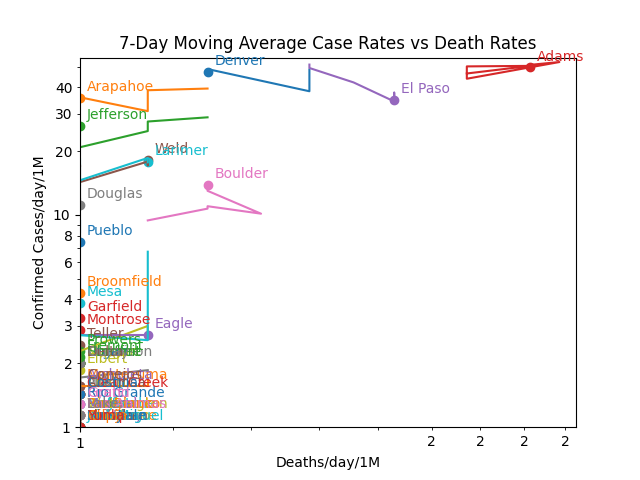 7-Day Moving Average Case Rates vs Death Rates
Adams
Denver
El Paso
Arapahoe
Jefferson
Weld
Larimer
Boulder
Douglas
Pueblo
Broomfield
Mesa
Garfield
Montrose
Eagle
Teller
Elbert
Rio Grande
Confirmed Cases/day/1M
40
30
20
10
8
6
4
3
2
1
1
2
2
2
2
Deaths/day/1M